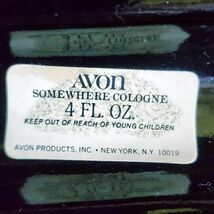 AVON
SOMEWHERE COLOGNE
4 FL. OZ.
KEEP OUT OF REACH OF YOUNG CHILDREN
AVON PRODUCTS, INC. • NEW YORK, N.Y. 10019